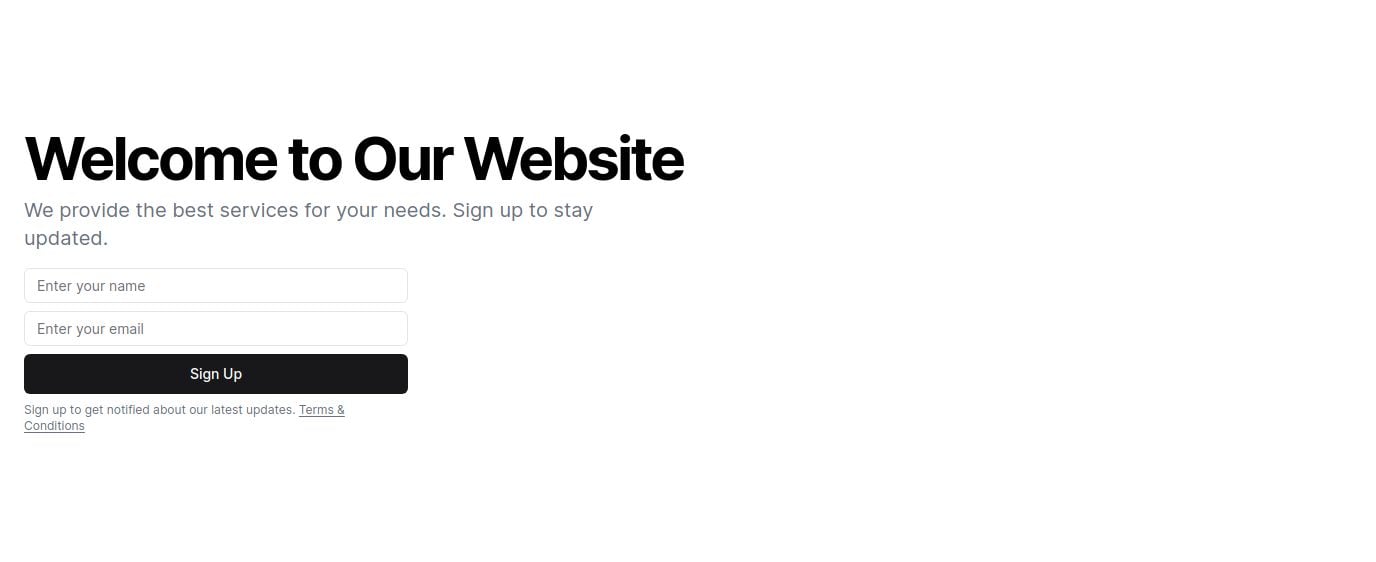 Welcome to Our Website
We provide the best services for your needs. Sign up to stay
updated.
Enter your name
Enter your email
Sign Up
Sign up to get notified about our latest updates. Terms &
Conditions